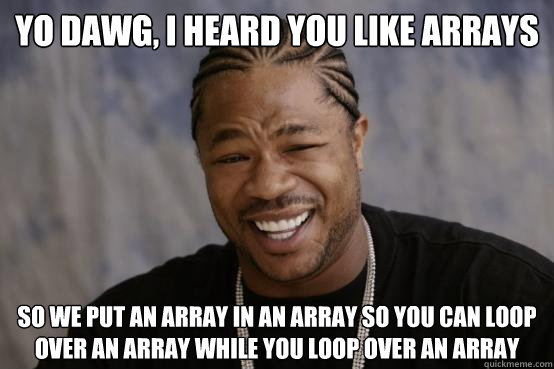 YO DAWG, I HEARD YOU LIKE ARRAYS
SO WE PUT AN ARRAY IN AN ARRAY SO YOU CAN LOOP
OVER AN ARRAY WHILE YOU LOOP OVER AN ARRAY
quickmeme.com